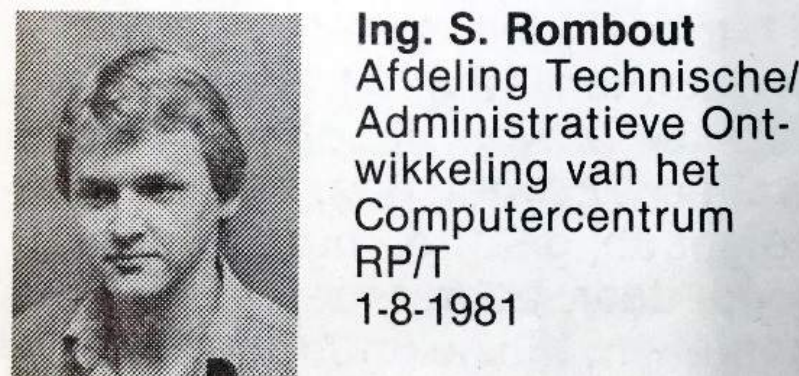 Ing. S. Rombout
Afdeling Technische/
Administratieve Ont-
wikkeling van het
Computercentrum
RP/T
1-8-1981